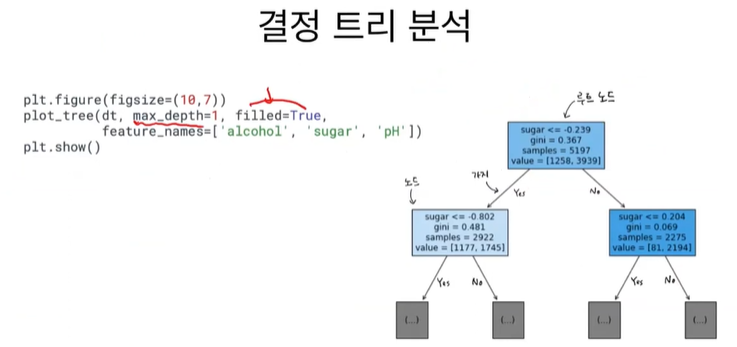 결정 트리 분석
plt.figure(figsize=(10,7))
plot_tree(dt, max_depth=1, filled=True,
feature_names=['alcohol', 'sugar', 'pH'])
plt.show()
루트 노드
sugar <= -0.239
gini = 0.367
samples = 5197
value = [1258, 3939]
가지
Yes
No
노드
sugar <= -0.802
gini = 0.481
samples = 2922
value = [1177, 1745]
sugar <= 0.204
gini = 0.069
samples = 2275
value = [81, 2194]
Yes
No
Yes
No
(...)
(...)
(...)
(...)